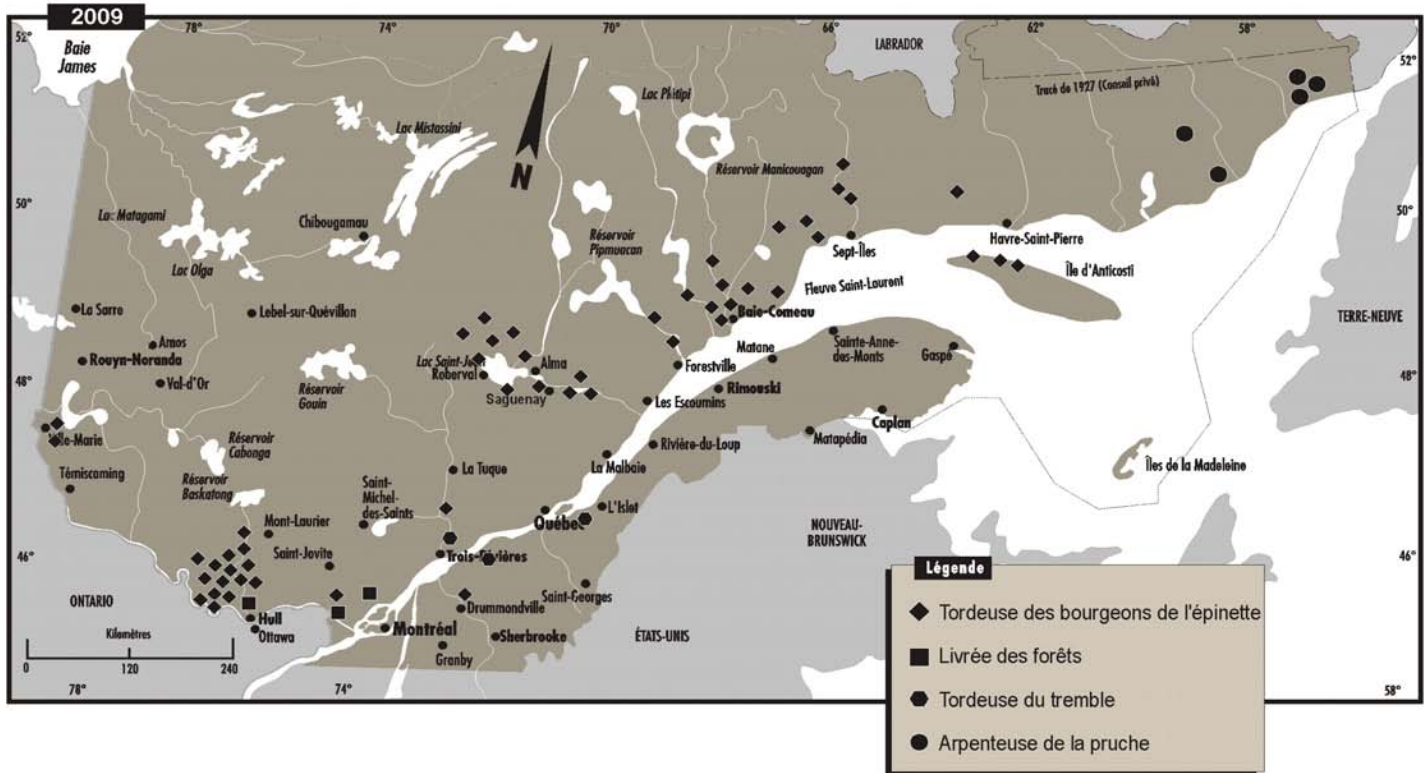 2009
78°
74°
70°
66°
62°
58°
52°
Baie
James
LABRADOR
52°
Tracé de 1927 (Conseil privé)
Lac Plétipi
Lac Mistassini
N
Réservoir Manicouagan
50°
Lac Matagami
Chibougamau
Réservoir
Pipmuacan
Sept-Îles
Havre-Saint-Pierre
50°
Lac Olga
Île d'Anticosti
Fleuve Saint-Laurent
La Sarre
Lebel-sur-Quévillon
Baie-Comeau
TERRE-NEUVE
Amos
Rouyn-Noranda
Val-d'Or
Lac Saint-Jean
Roberval
Alma
Forestville
Matane
Sainte-Anne-
des-Monts
Gaspé
48°
Réservoir
Gouin
Saguenay
Les Escoumins
Rimouski
48°
Caplan
Ville-Marie
Réservoir
Cabonga
Rivière-du-Loup
Matapédia
Témiscaming
La Tuque
La Malbaie
Îles de la Madeleine
Réservoir
Baskatong
Saint-
Michel-
des-Saints
L'Islet
Québec
Mont-Laurier
NOUVEAU-
BRUNSWICK
46°
Saint-Jovite
Trois-Rivières
46°
ONTARIO
Saint-Georges
Drummondville
Hull
Ottawa
Montréal
Sherbrooke
ÉTATS-UNIS
Granby
Kilomètres
0
120
240
78°
74°
58°
Légende
Tordeuse des bourgeons de l'épinette
Livrée des forêts
Tordeuse du tremble
Arpenteuse de la pruche